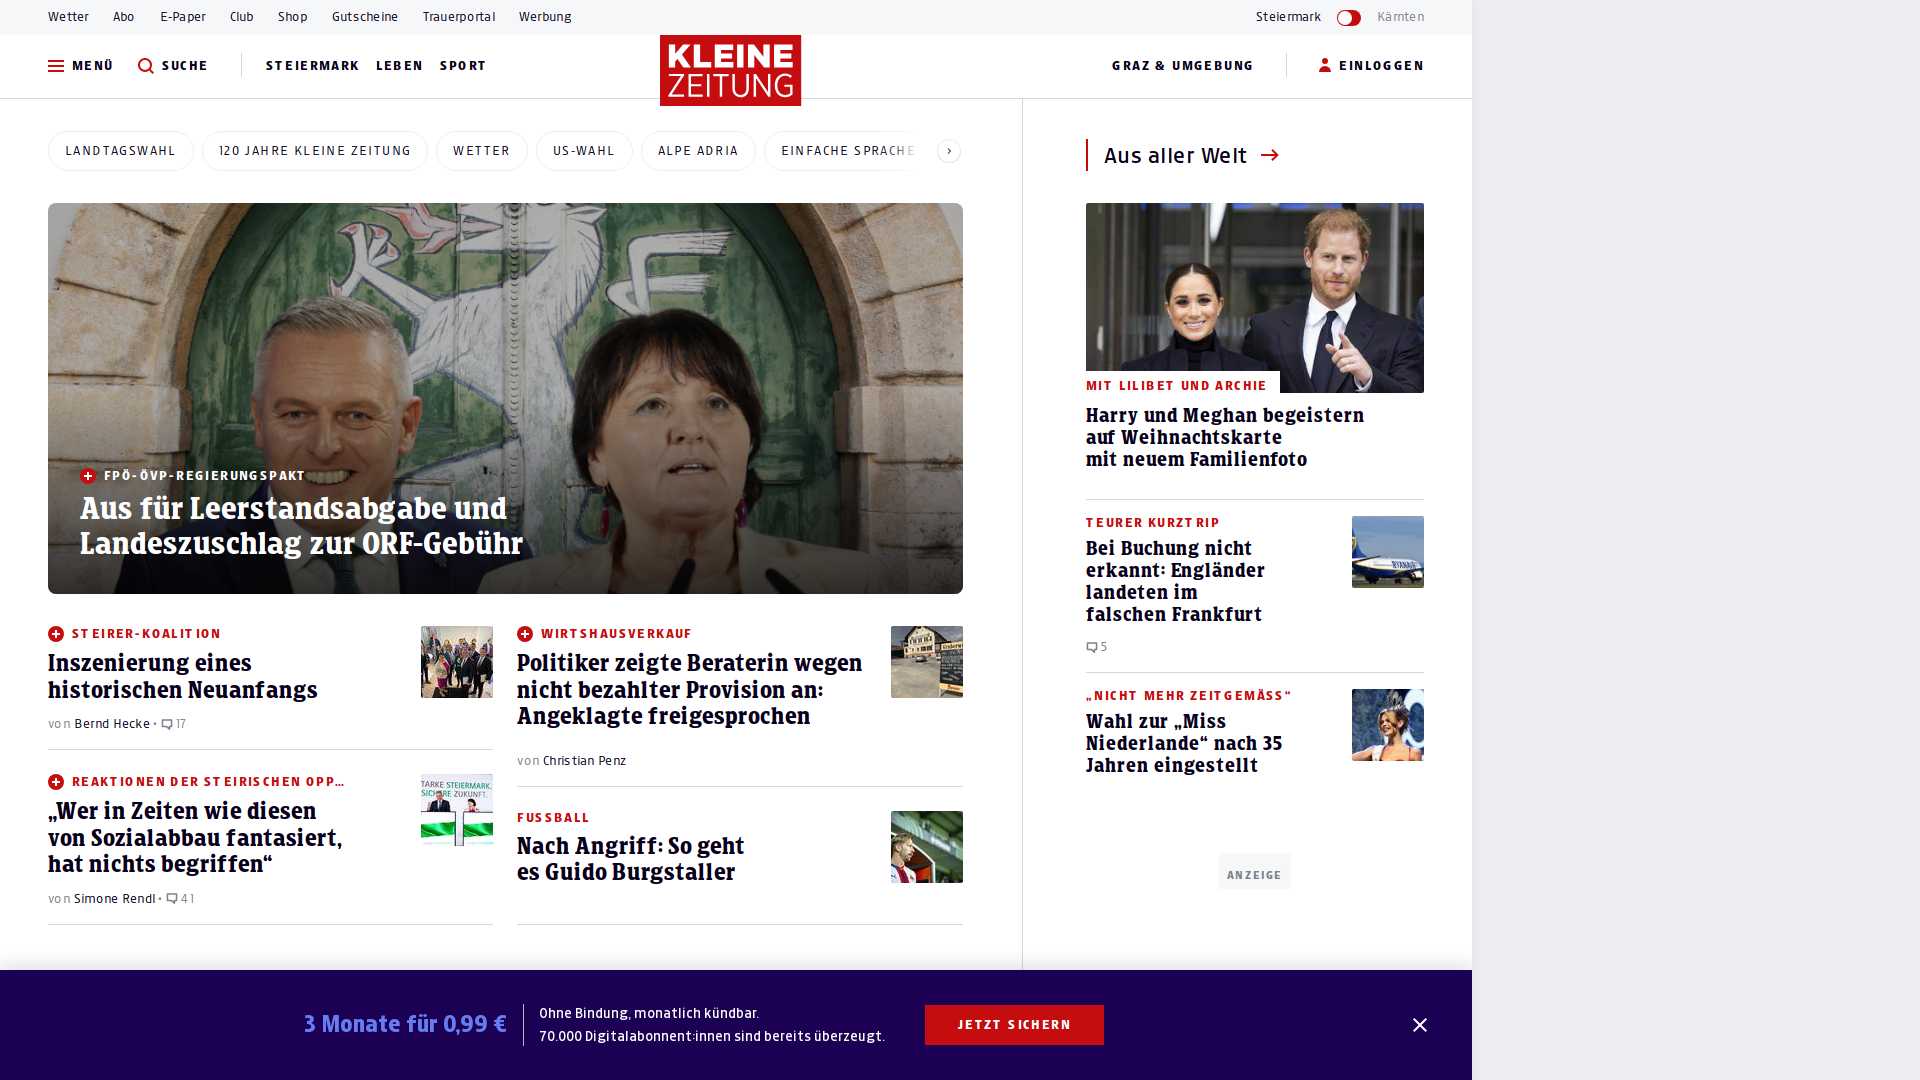 Wetter Abo E-Paper Club Shop Gutscheine Trauerportal Werbung
Steiermark Kärnten
MENÜ SUCHE STEIERMARK LEBEN SPORT
KLEINE
ZEITUNG
GRAZ & UMGEBUNG EINLOGGEN
LANDTAGSWAHL 120 JAHRE KLEINE ZEITUNG WETTER US-WAHL ALPE ADRIA EINFACHE SPRACHE
FPÖ-ÖVP-REGIERUNGSPAKT
Aus für Leerstandsabgabe und
Landeszuschlag zur ORF-Gebühr
STEIRER-KOALITION
Inszenierung eines
historischen Neuanfangs
von Bernd Hecke • 17
REAKTIONEN DER STEIRISCHEN OPP...
„Wer in Zeiten wie diesen
von Sozialabbau fantasiert,
hat nichts begriffen“
von Simone Rendl • 41
TARKE STEIERMARK.
SICHERE ZUKUNFT.
WIRTSHAUSVERKAUF
Politiker zeigte Beraterin wegen
nicht bezahlter Provision an:
Angeklagte freigesprochen
von Christian Penz
FUSSBALL
Nach Angriff: So geht
es Guido Burgstaller
Aus aller Welt
MIT LILIBET UND ARCHIE
Harry und Meghan begeistern
auf Weihnachtskarte
mit neuem Familienfoto
TEURER KURZTRIP
Bei Buchung nicht
erkannt: Engländer
landeten im
falschen Frankfurt
5
RYANAIR
„NICHT MEHR ZEITGEMÄSS“
Wahl zur „Miss
Niederlande“ nach 35
Jahren eingestellt
ANZEIGE
3 Monate für 0,99 €
Ohne Bindung, monatlich kündbar.
70.000 Digitalabonnent:innen sind bereits überzeugt.
JETZT SICHERN